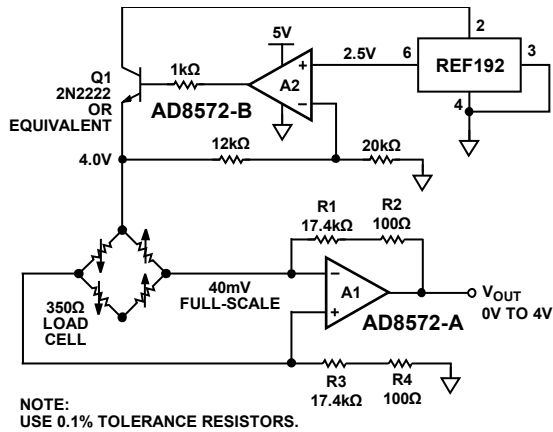 2
5V
1kΩ
2.5V
6
REF192
3
Q1
2N2222
OR
EQUIVALENT
A2
+
−
AD8572-B
4
12kΩ
20kΩ
4.0V
R1
17.4kΩ
R2
100Ω
40mV
FULL-SCALE
350Ω
LOAD
CELL
−
A1
+
AD8572-A
VOUT
0V TO 4V
R3
17.4kΩ
R4
100Ω
NOTE:
USE 0.1% TOLERANCE RESISTORS.